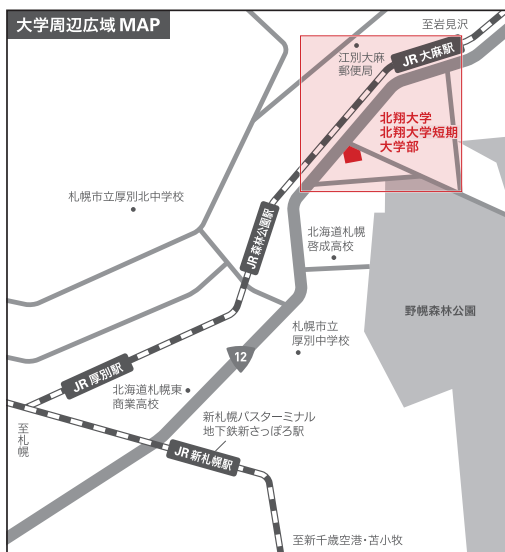 大学周辺広域 MAP
至岩見沢
JR 大麻駅
江別大麻
郵便局
北翔大学
北翔大学短期
大学部
札幌市立厚別北中学校
JR 森林公園駅
北海道札幌
啓成高校
野幌森林公園
札幌市立
厚別中学校
12
JR 厚別駅
北海道札幌東
商業高校
新札幌バスターミナル
地下鉄新さっぽろ駅
至札幌
JR 新札幌駅
至新千歳空港・苫小牧